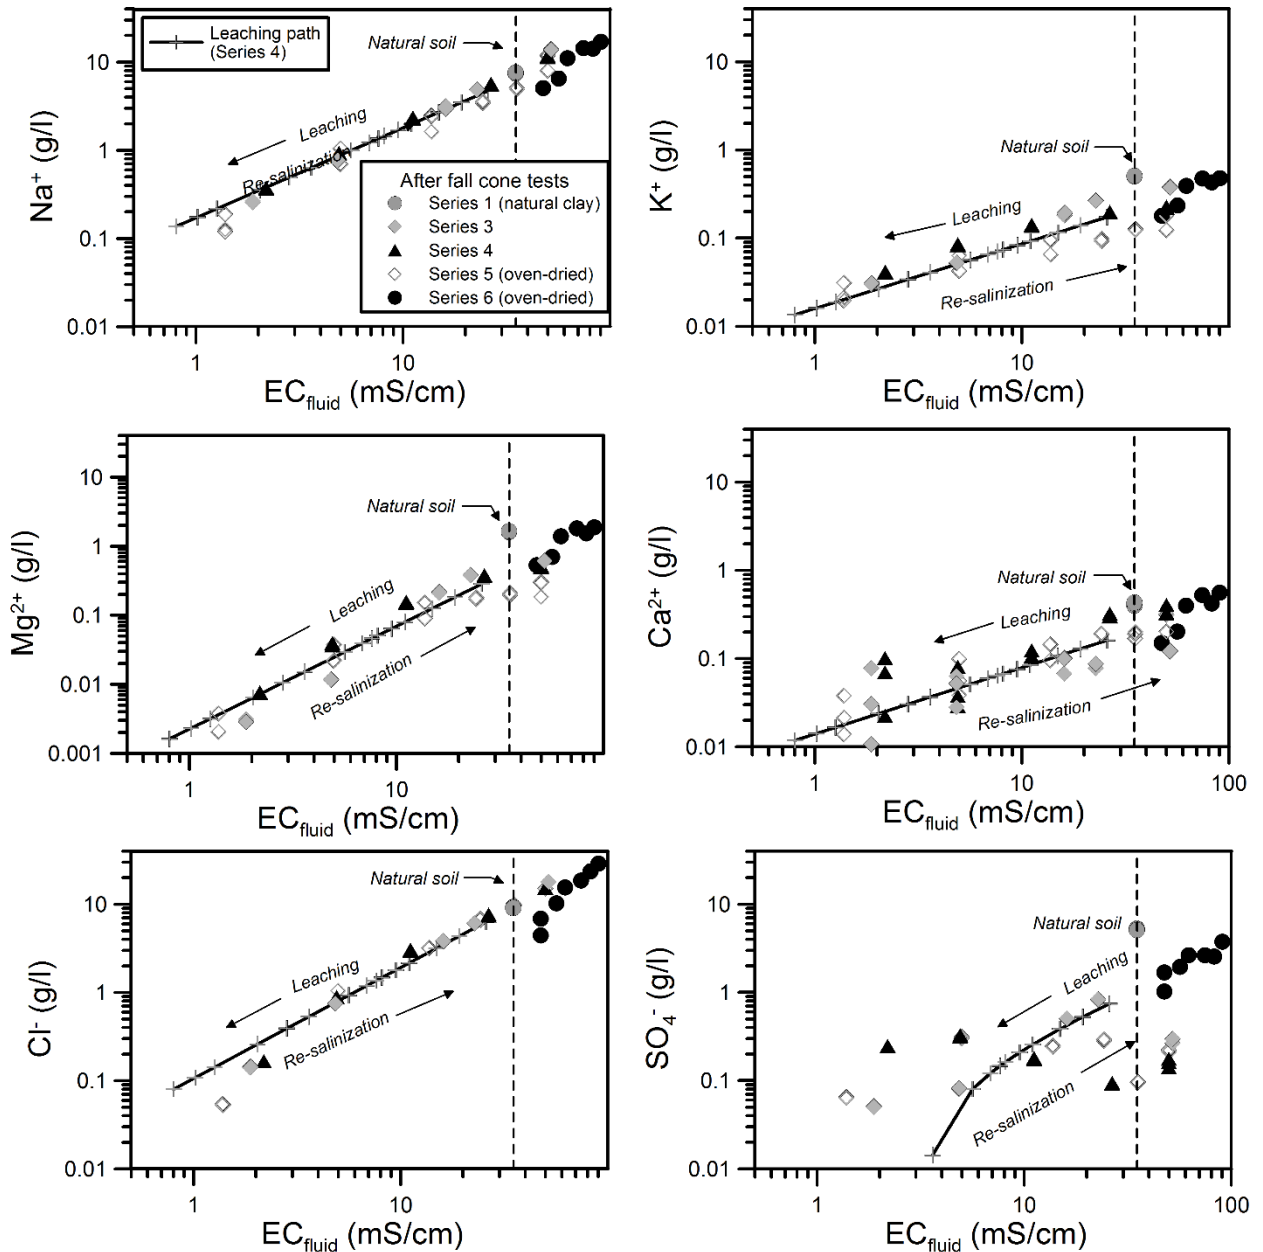 Leaching path
(Series 4)
Natural soil
Leaching
Re-salinization
After fall cone tests
Series 1 (natural clay)
Series 3
Series 4
Series 5 (oven-dried)
Series 6 (oven-dried)
10
1
0.1
0.01
Na+ (g/l)
1
10
ECfluid (mS/cm)
Natural soil
Leaching
Re-salinization
10
1
0.1
0.01
K+ (g/l)
1
10
ECfluid (mS/cm)
Natural soil
Leaching
Re-salinization
10
1
0.1
0.01
0.001
Mg2+ (g/l)
1
10
ECfluid (mS/cm)
Natural soil
Leaching
Re-salinization
10
1
0.1
0.01
Ca2+ (g/l)
1
10
100
ECfluid (mS/cm)
Natural soil
Leaching
Re-salinization
10
1
0.1
0.01
Cl- (g/l)
1
10
ECfluid (mS/cm)
Natural soil
Leaching
Re-salinization
10
1
0.1
0.01
SO4- (g/l)
1
10
100
ECfluid (mS/cm)